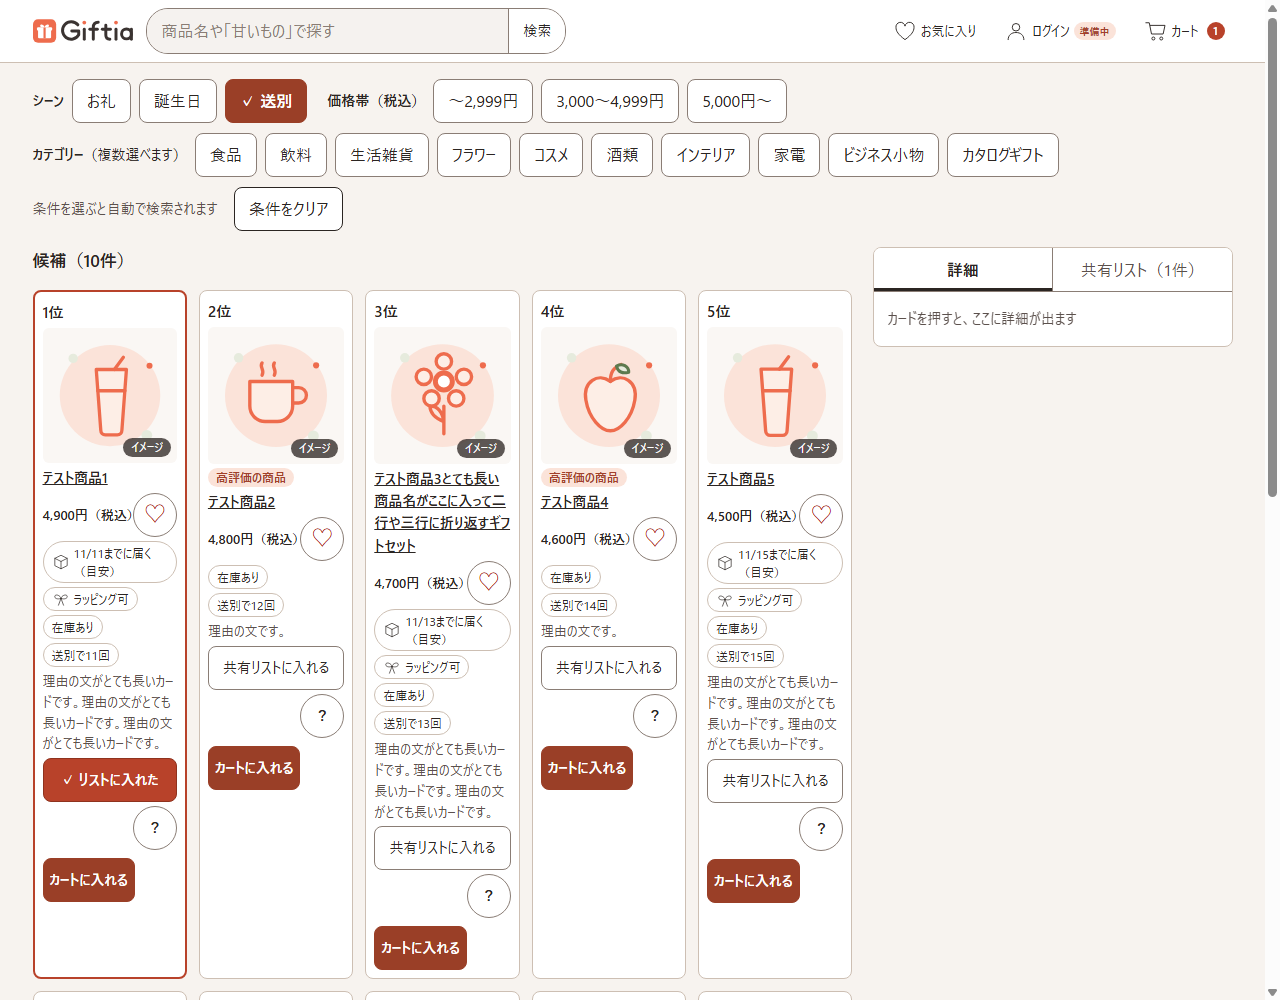 Giftia
商品名や「甘いもの」で探す
検索
お気に入り
ログイン 準備中
カート 1
シーン お礼 誕生日 ✓ 送別 価格帯（税込） ～2,999円 3,000～4,999円 5,000円～
カテゴリー（複数選べます） 食品 飲料 生活雑貨 フラワー コスメ 酒類 インテリア 家電 ビジネス小物 カタログギフト
条件を選ぶと自動で検索されます 条件をクリア
候補（10件）
1位
イメージ
テスト商品1
4,900円（税込）
11/11までに届く
（目安）
ラッピング可
在庫あり
送別で11回
理由の文がとても長いカー
ドです。理由の文がとても
長いカードです。理由の文
がとても長いカードです。
✓ リストに入れた
?
カートに入れる
2位
イメージ
高評価の商品
テスト商品2
4,800円（税込）
在庫あり
送別で12回
理由の文です。
共有リストに入れる
?
カートに入れる
3位
イメージ
テスト商品3とても長い
商品名がここに入って二
行や三行に折り返すギフ
トセット
4,700円（税込）
11/13までに届く
（目安）
ラッピング可
在庫あり
送別で13回
理由の文がとても長いカー
ドです。理由の文がとても
長いカードです。理由の文
がとても長いカードです。
共有リストに入れる
?
カートに入れる
4位
イメージ
高評価の商品
テスト商品4
4,600円（税込）
在庫あり
送別で14回
理由の文です。
共有リストに入れる
?
カートに入れる
5位
イメージ
テスト商品5
4,500円（税込）
11/15までに届く
（目安）
ラッピング可
在庫あり
送別で15回
理由の文がとても長いカー
ドです。理由の文がとても
長いカードです。理由の文
がとても長いカードです。
共有リストに入れる
?
カートに入れる
詳細
共有リスト（1件）
カードを押すと、ここに詳細が出ます